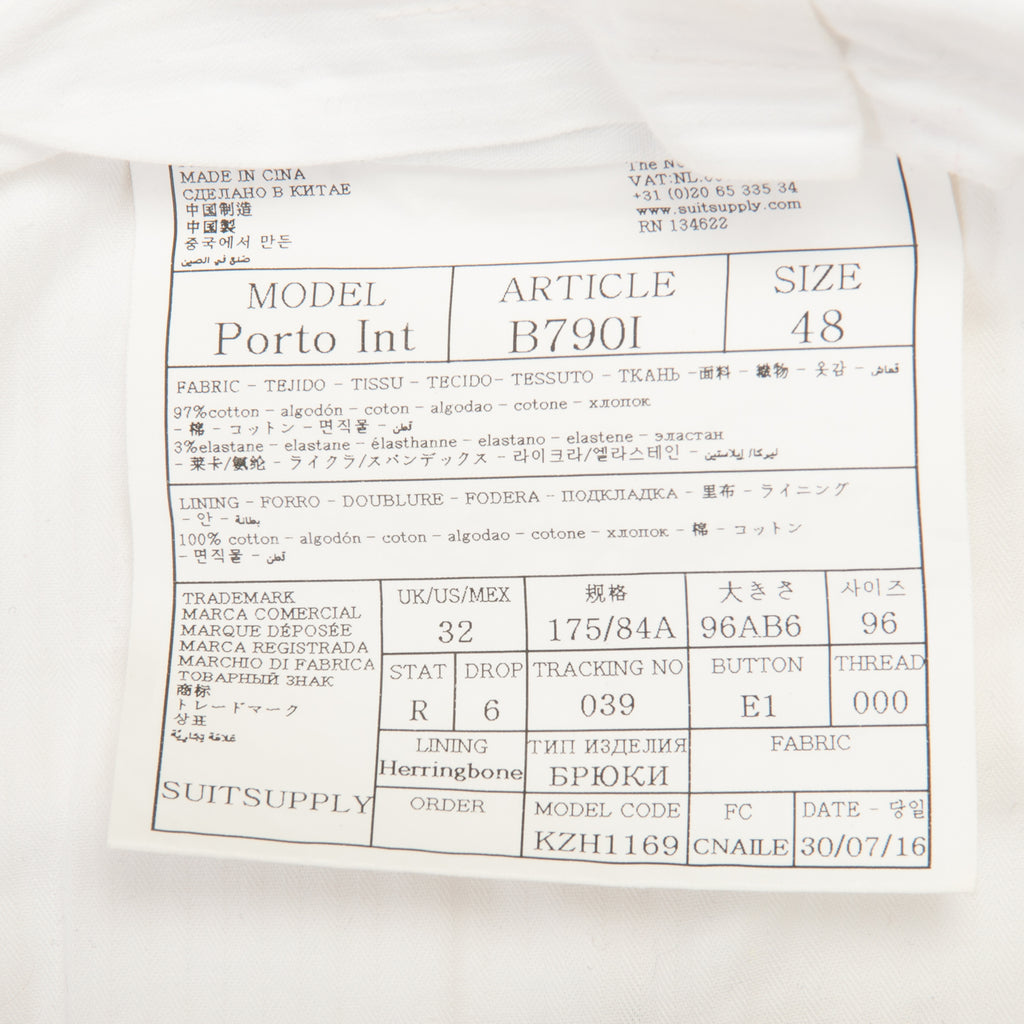 MADE IN CINA
СДЕЛАНО В КИТАЕ
中国制造
中国製
중국에서 만든
صنع في الصين
The
VAT:NL.
+31 (0)20 65 335 34
www.suitsupply.com
RN 134622
MODEL
Porto Int
ARTICLE
B790I
SIZE
48
FABRIC - TEJIDO - TISSU - TECIDO- TESSUTO - ТКАНЬ -面料 - 織物 - 옷감 - قماش
97%cotton - algodón - coton - algodao - cotone - хлопок
- 棉 - コットン - 면직물 - قطن
3%elastane - elastane - élasthanne - elastano - elastene - эластан
- 莱卡/氨纶 - ライクラ/スパンデックス - 라이크라/엘라스테인 - ليركا/ إيلاستين
LINING - FORRO - DOUBLURE - FODERA - ПОДКЛАДКА - 里布 - ライニング
- 안 - بطانة
100% cotton - algodón - coton - algodao - cotone - хлопок - 棉 - コットン
- 면직물 - قطن
TRADEMARK
MARCA COMERCIAL
MARQUE DÉPOSÉE
MARCA REGISTRADA
MARCHIO DI FABRICA
ТОВАРНЫЙ ЗНАК
商标
トレードマーク
상표
علامة تجاريّة
SUITSUPPLY
UK/US/MEX
32
规格
175/84A
大きさ
96AB6
사이즈
96
STAT
R
DROP
6
TRACKING NO
039
BUTTON
E1
THREAD
000
LINING
Herringbone
ТИП ИЗДЕЛИЯ
БРЮКИ
FABRIC
ORDER
MODEL CODE
KZH1169
FC
CNAILE
DATE - 당일
30/07/16